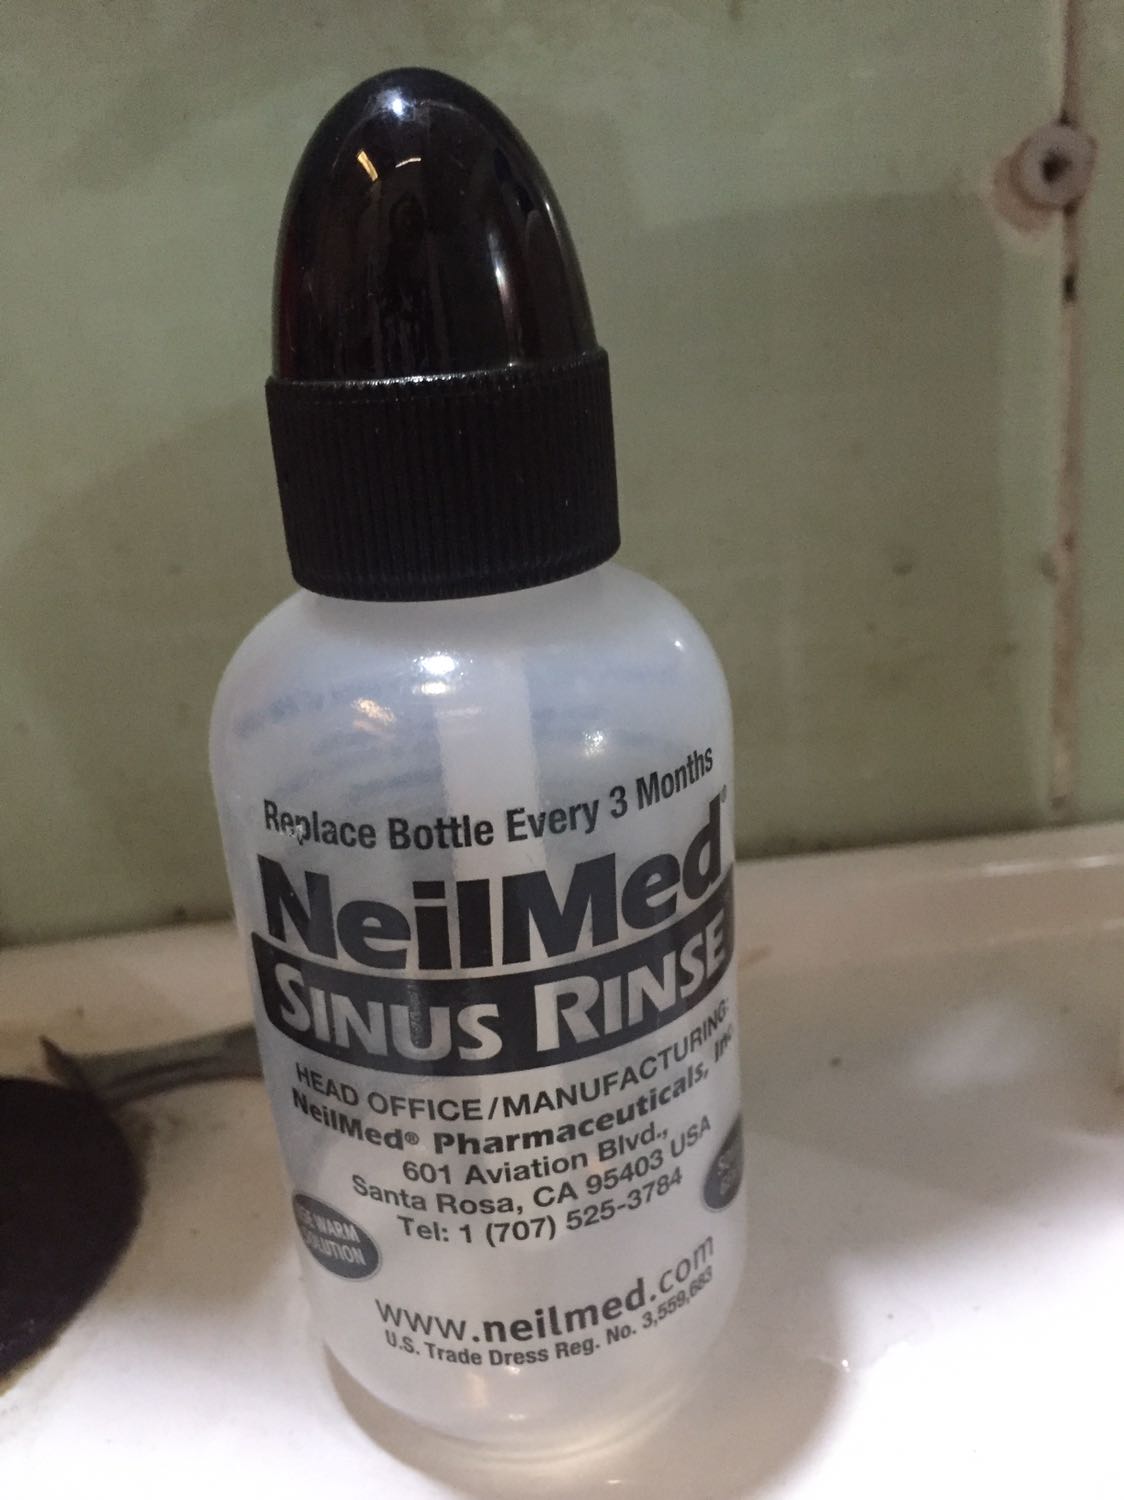 Replace Bottle Every 3 Months
NeilMed®
SINUS RINSE
HEAD OFFICE/MANUFACTURING:
NeilMed® Pharmaceuticals, Inc
601 Aviation Blvd.,
Santa Rosa, CA 95403 USA
Tel: 1 (707) 525-3784
WARM
www.neilmed.com
U.S. Trade Dress Reg. No. 3,559,683